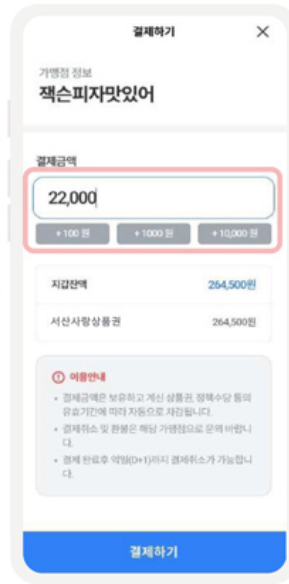 결제하기
가맹점 정보
잭슨피자맛있어
결제금액
22,000
+100 원
+1000 원
+10,000 원
지갑잔액 264,500원
서산사랑상품권 264,500원
이용안내
• 결제금액은 보유하고 계신 상품권, 정책수당 등의
유효기간에 따라 자동으로 차감됩니다.
• 결제취소 및 환불은 해당 가맹점으로 문의 바랍니
다.
• 결제 완료후 익일(D+1)까지 결제취소가 가능합니
다.
결제하기